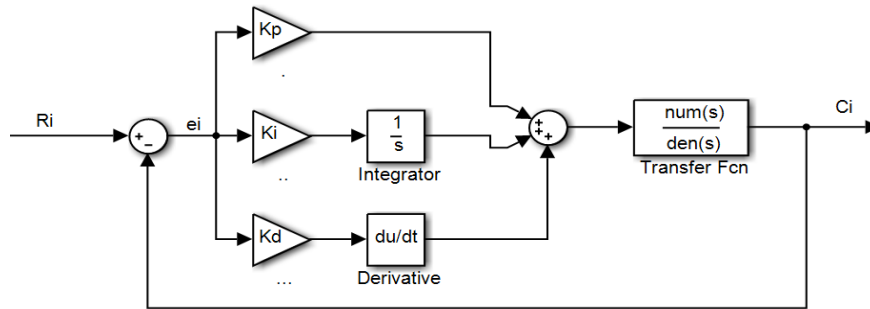 Kp
.
Ri
+
−
ei
Ki
..
1
s
Integrator
+
+
+
num(s)
den(s)
Transfer Fcn
Ci
Kd
...
du/dt
Derivative